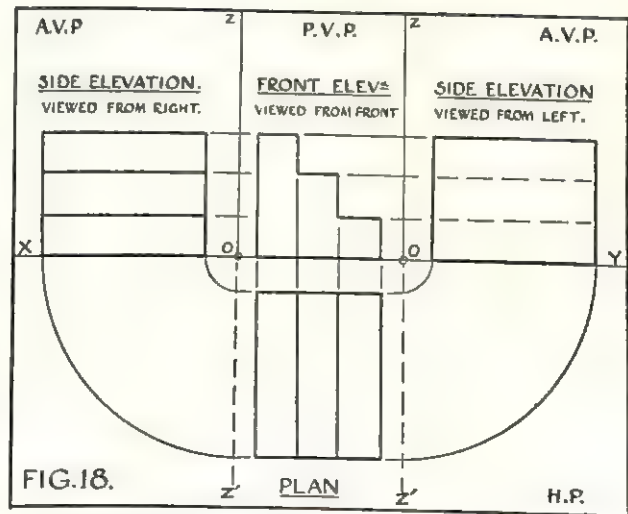 A.V.P
Z
P.V.P.
Z
A.V.P.
SIDE ELEVATION.
VIEWED FROM RIGHT.
FRONT ELEVⁿ
VIEWED FROM FRONT
SIDE ELEVATION
VIEWED FROM LEFT.
X
O
O
Y
FIG.18.
Z'
PLAN
Z'
H.P.